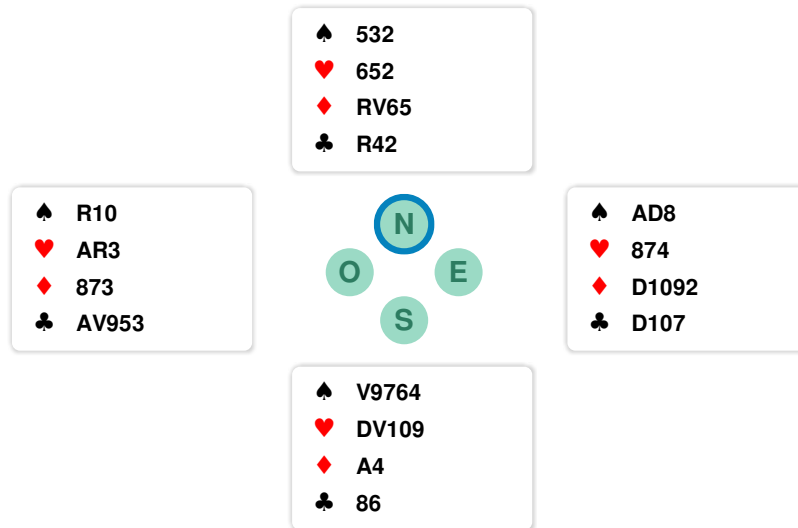 ♠ 532
♥ 652
♦ RV65
♣ R42
♠ R10
♥ AR3
♦ 873
♣ AV953
N
O E
S
♠ AD8
♥ 874
♦ D1092
♣ D107
♠ V9764
♥ DV109
♦ A4
♣ 86